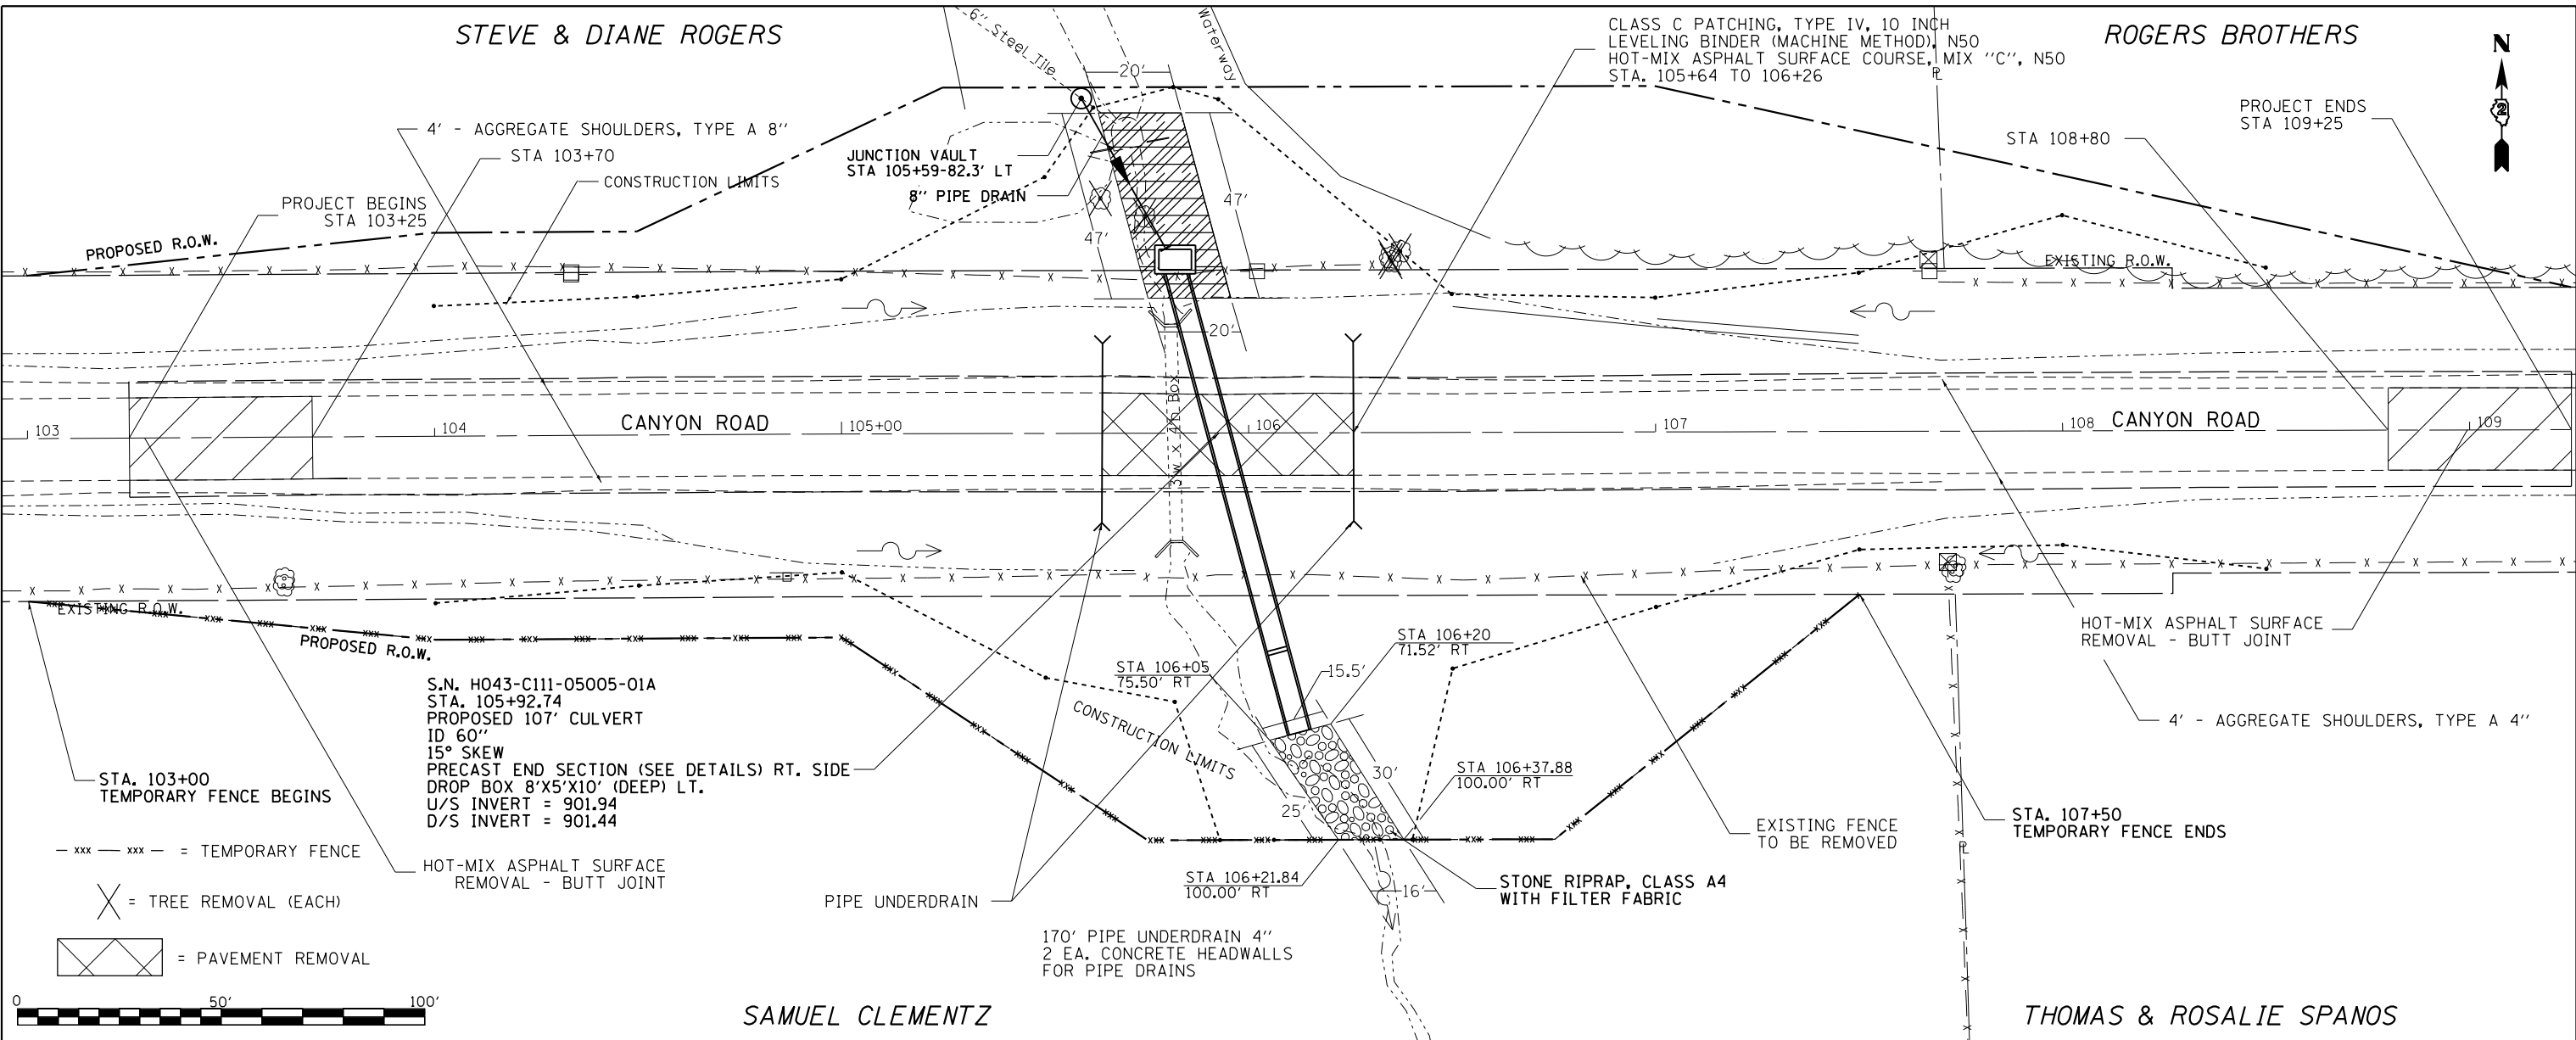 STEVE & DIANE ROGERS
6" Steel Tile
20'
Waterway
CLASS C PATCHING, TYPE IV, 10 INCH
LEVELING BINDER (MACHINE METHOD), N50
HOT-MIX ASPHALT SURFACE COURSE, MIX "C", N50
STA. 105+64 TO 106+26
ROGERS BROTHERS
N
2
PROJECT ENDS
STA 109+25
STA 108+80
4' - AGGREGATE SHOULDERS, TYPE A 8"
STA 103+70
CONSTRUCTION LIMITS
JUNCTION VAULT
STA 105+59-82.3' LT
8" PIPE DRAIN
PROJECT BEGINS
STA 103+25
47'
47'
PROPOSED R.O.W.
EXISTING R.O.W.
20'
3'w x 4'h Box
103
104
CANYON ROAD
105+00
106
107
108
CANYON ROAD
109
EXISTING R.O.W.
PROPOSED R.O.W.
S.N. H043-C111-05005-01A
STA. 105+92.74
PROPOSED 107' CULVERT
ID 60"
15° SKEW
PRECAST END SECTION (SEE DETAILS) RT. SIDE
DROP BOX 8'X5'X10' (DEEP) LT.
U/S INVERT = 901.94
D/S INVERT = 901.44
STA 106+05
75.50' RT
15.5'
STA 106+20
71.52' RT
HOT-MIX ASPHALT SURFACE
REMOVAL - BUTT JOINT
4' - AGGREGATE SHOULDERS, TYPE A 4"
CONSTRUCTION LIMITS
30'
25'
STA 106+37.88
100.00' RT
STA. 103+00
TEMPORARY FENCE BEGINS
EXISTING FENCE
TO BE REMOVED
STA. 107+50
TEMPORARY FENCE ENDS
xxx xxx = TEMPORARY FENCE
HOT-MIX ASPHALT SURFACE
REMOVAL - BUTT JOINT
= TREE REMOVAL (EACH)
PIPE UNDERDRAIN
STA 106+21.84
100.00' RT
16'
STONE RIPRAP, CLASS A4
WITH FILTER FABRIC
170' PIPE UNDERDRAIN 4"
2 EA. CONCRETE HEADWALLS
FOR PIPE DRAINS
= PAVEMENT REMOVAL
0 50' 100'
SAMUEL CLEMENTZ
THOMAS & ROSALIE SPANOS